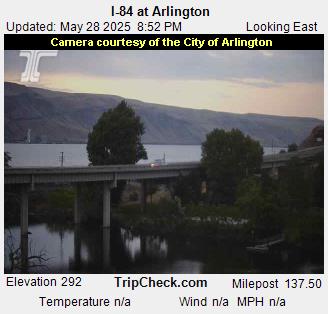 I-84 at Arlington
Updated: May 28 2025 8:52 PM Looking East
Camera courtesy of the City of Arlington
Elevation 292 TripCheck.com Milepost 137.50
Temperature n/a Wind n/a MPH n/a